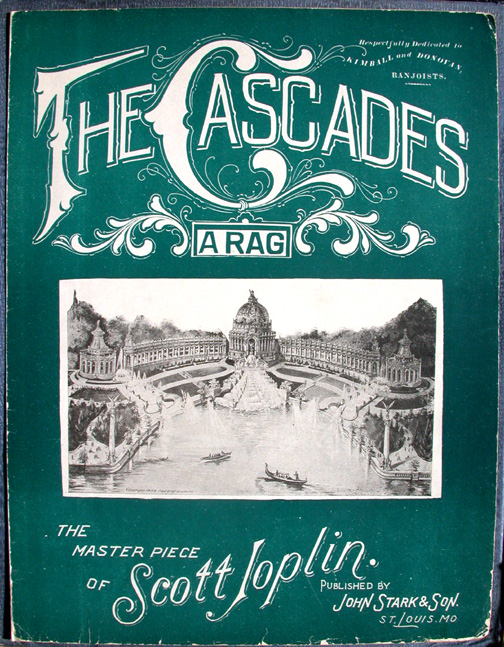 Respectfully Dedicated to
KIMBALL and DONOVAN,
BANJOISTS.
THE CASCADES
A RAG
THE
MASTER PIECE
OF Scott Joplin.
PUBLISHED BY
JOHN STARK & SON.
ST. LOUIS. MO